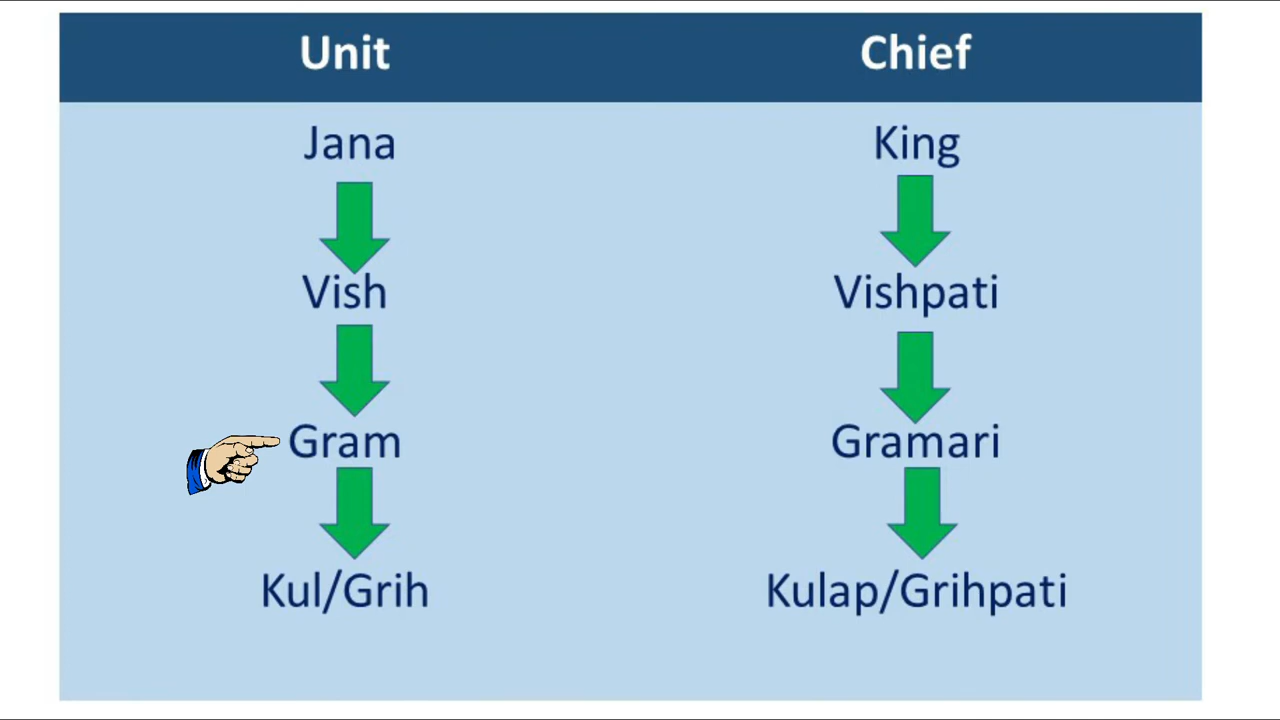 Unit Chief
Jana King
Vish Vishpati
Gram Gramari
Kul/Grih Kulap/Grihpati